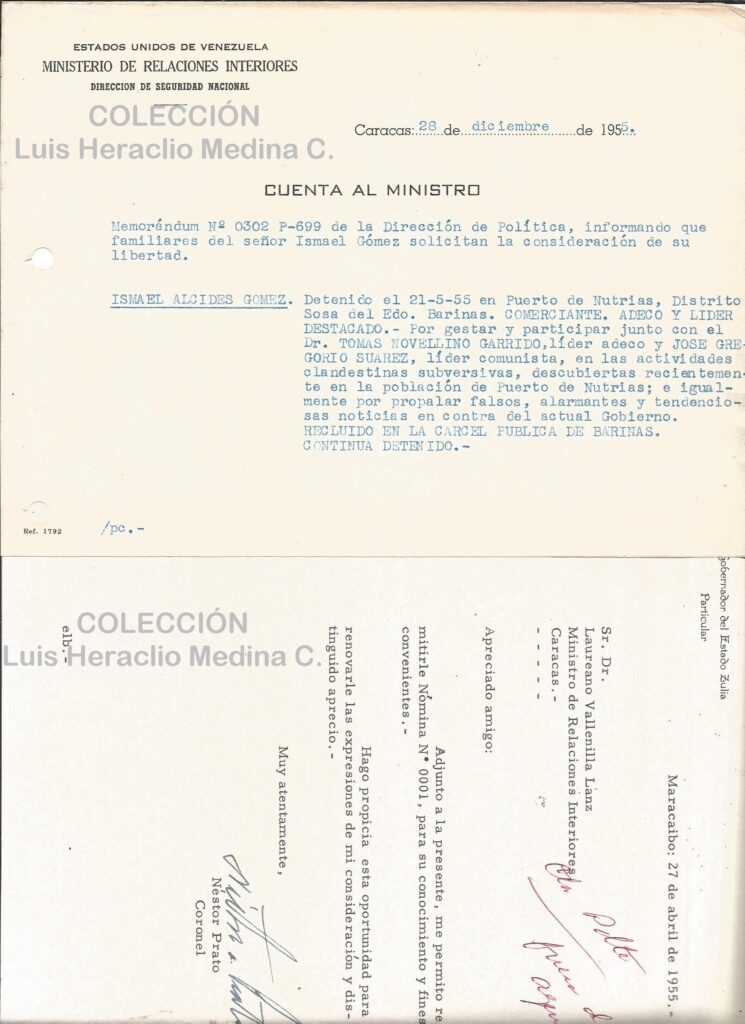 ESTADOS UNIDOS DE VENEZUELA
MINISTERIO DE RELACIONES INTERIORES
DIRECCION DE SEGURIDAD NACIONAL
COLECCIÓN
Luis Heraclio Medina C.
Caracas: 28 de diciembre de 1955.
CUENTA AL MINISTRO
Memorándum Nº 0302 P-699 de la Dirección de Política, informando que
familiares del señor Ismael Gómez solicitan la consideración de su
libertad.
ISMAEL ALCIDES GOMEZ. Detenido el 21-5-55 en Puerto de Nutrias, Distrito
Sosa del Edo. Barinas. COMERCIANTE. ADECO Y LIDER
DESTACADO.- Por gestar y participar junto con el
Dr. TOMAS NOVELLINO GARRIDO,líder adeco y JOSE GRE-
GORIO SUAREZ, líder comunista, en las actividades
clandestinas subversivas, descubiertas recientemen-
te en la población de Puerto de Nutrias; e igual-
mente por propalar falsos, alarmantes y tendencio-
sas noticias en contra del actual Gobierno.
RECLUIDO EN LA CARCEL PUBLICA DE BARINAS.
CONTINUA DETENIDO.-
Ref. 1792
/pc.-
COLECCIÓN
Luis Heraclio Medina C.
Gobernador del Estado Zulia
Particular
Maracaibo: 27 de abril de 1955.-
Sr. Dr.
Laureano Vallenilla Lanz
Ministro de Relaciones Interiores
Caracas.-
- - - - -
Apreciado amigo:
Adjunto a la presente, me permito re
mitirle Nómina N° 0001, para su conocimiento y fines
convenientes.-
Hago propicia esta oportunidad para
renovarle las expresiones de mi consideración y dis-
tinguido aprecio.-
Muy atentamente,
Néstor Prato
Coronel
elb.-